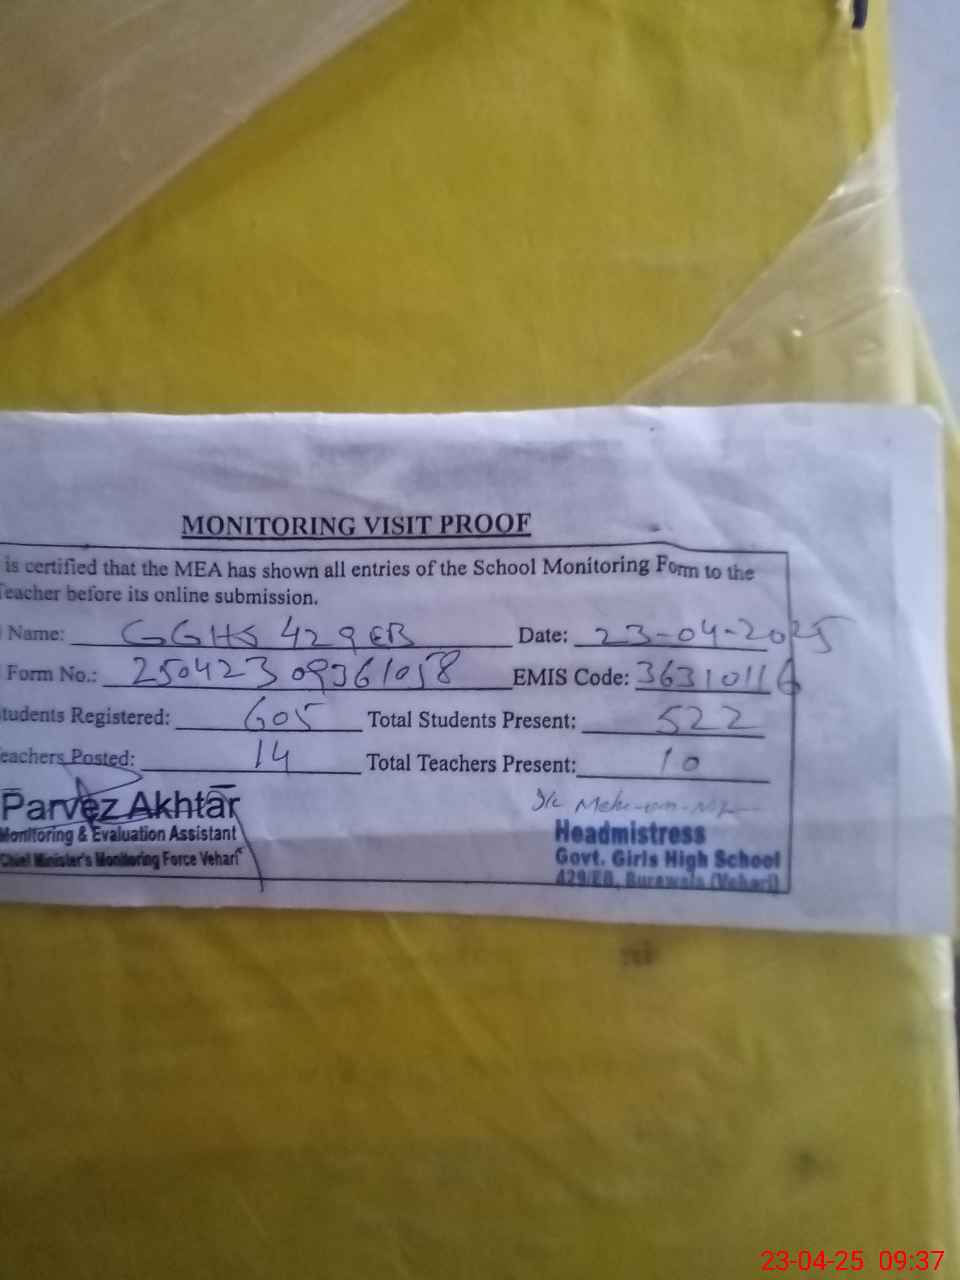 MONITORING VISIT PROOF
is certified that the MEA has shown all entries of the School Monitoring Form to the
Teacher before its online submission.
Name: GGHS 429 EB Date: 23-04-2025
Form No.: 25042309361058 EMIS Code: 36310116
tudents Registered: 605 Total Students Present: 522
eachers Posted: 14 Total Teachers Present: 10
Parvez Akhtar
Monitoring & Evaluation Assistant
Chief Minister's Monitoring Force Vehari
Headmistress
Govt. Girls High School
429/EB, Burewala (Vehari)
23-04-25 09:37